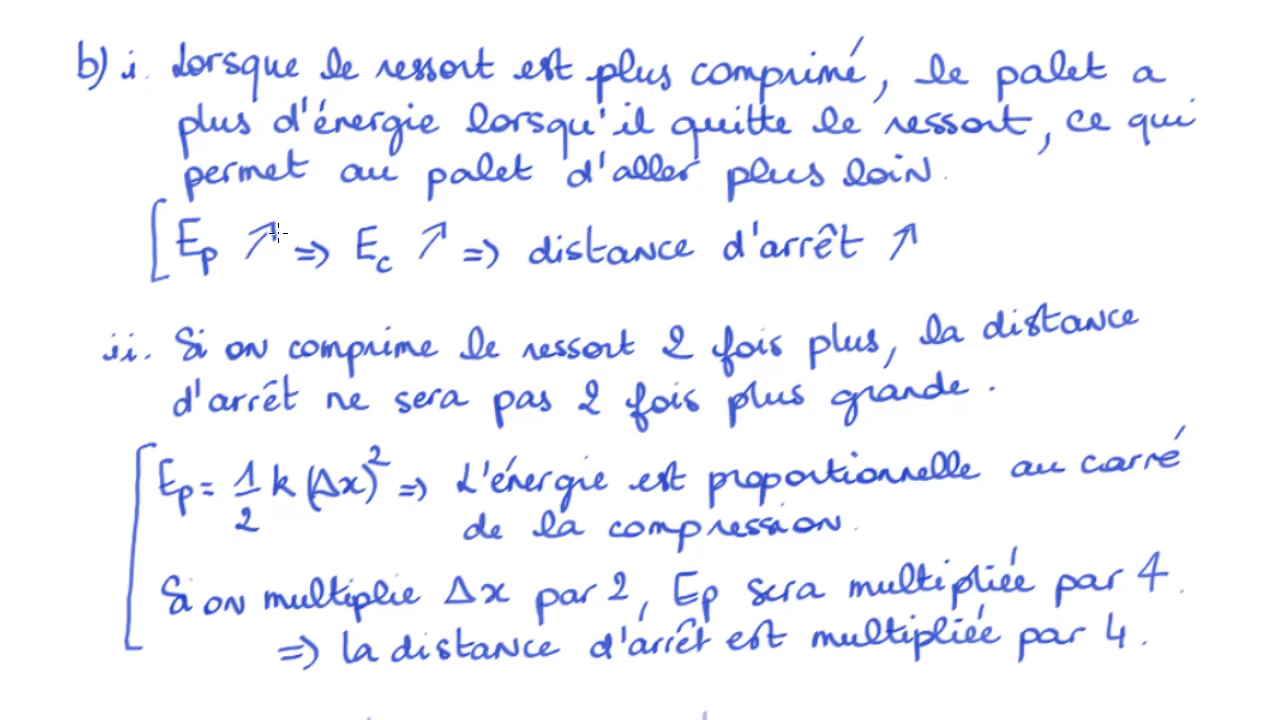 b) i. Lorsque le ressort est plus comprimé, le palet a
plus d'énergie lorsqu'il quitte le ressort, ce qui
permet au palet d'aller plus loin.
[ Ep ↗ => Ec ↗ => distance d'arrêt ↗
ii. Si on comprime le ressort 2 fois plus, la distance
d'arrêt ne sera pas 2 fois plus grande.
Ep = 1/2 k (Δx)² => L'énergie est proportionnelle au carré
de la compression.
Si on multiplie Δx par 2, Ep sera multipliée par 4.
=> la distance d'arrêt est multipliée par 4.